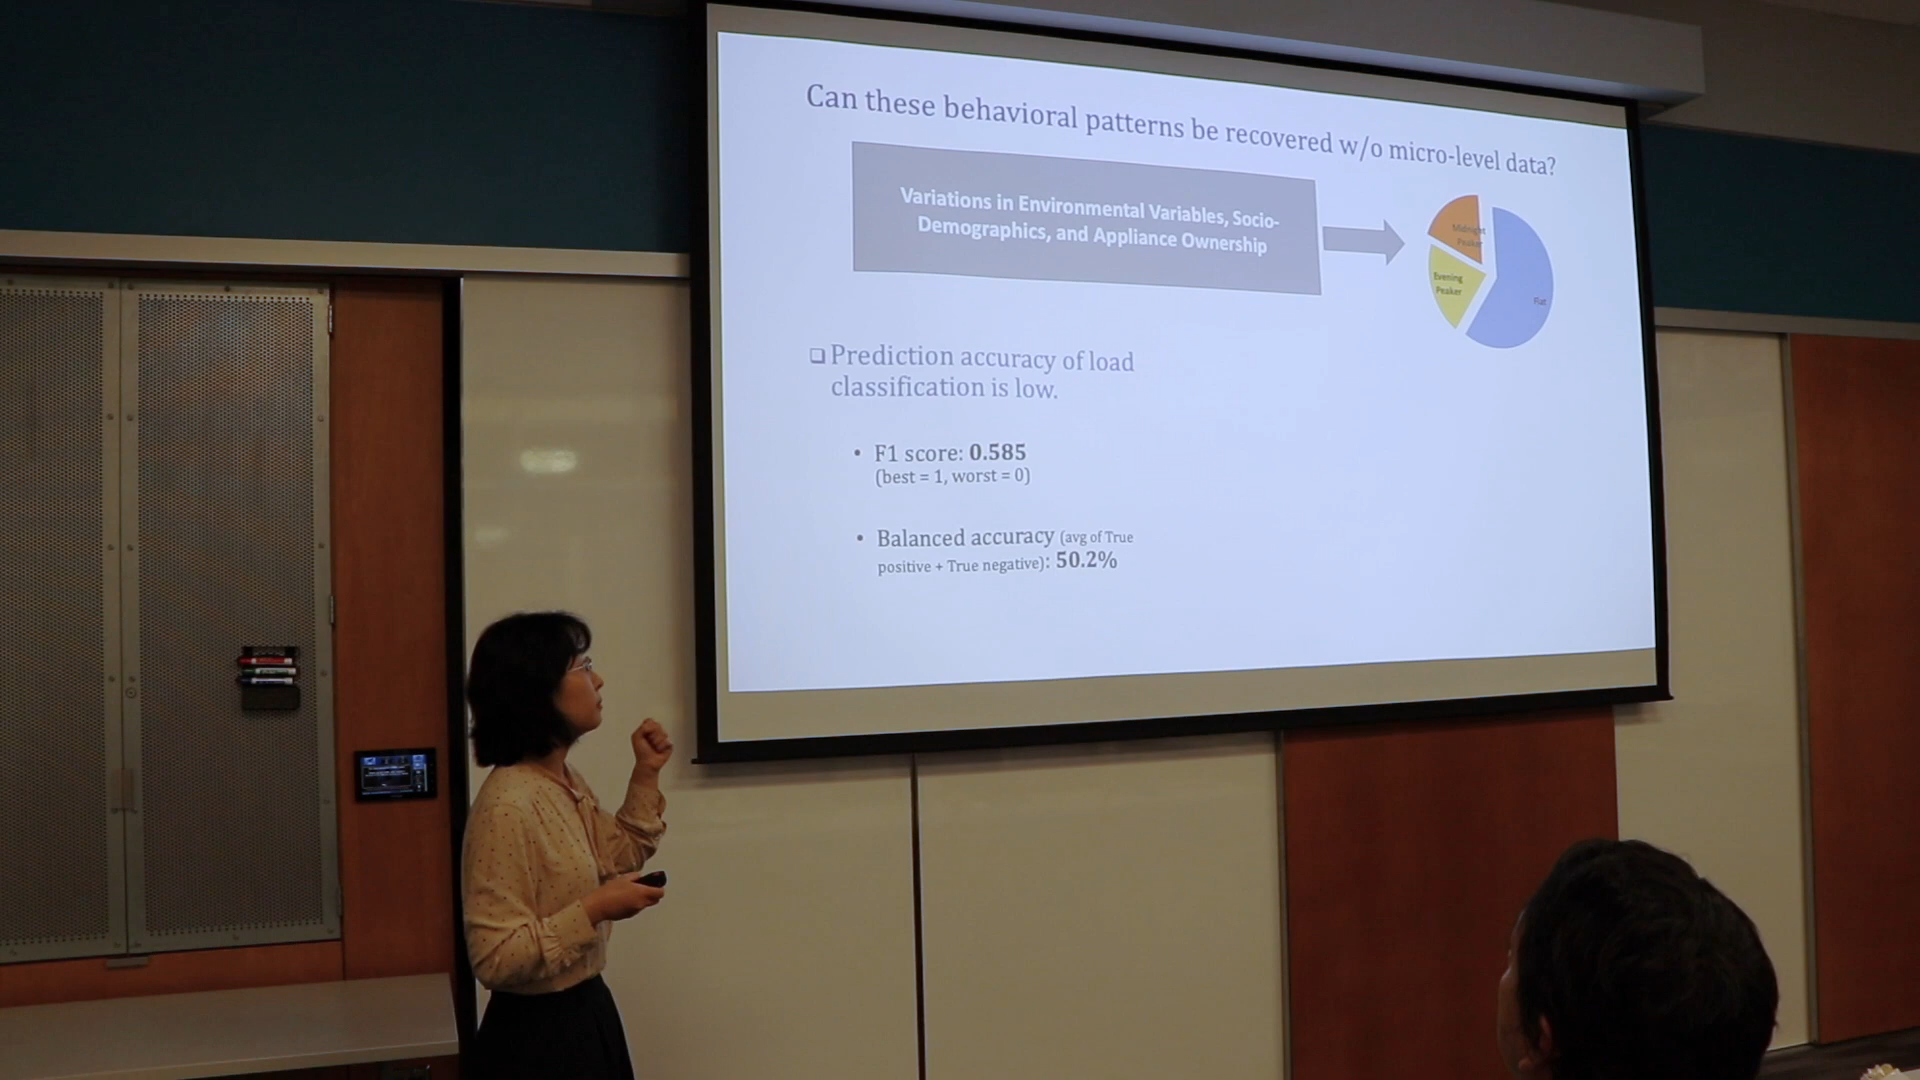 Can these behavioral patterns be recovered w/o micro-level data?
Variations in Environmental Variables, Socio-
Demographics, and Appliance Ownership
Midnight
Peaker
Evening
Peaker
Flat
❑ Prediction accuracy of load
classification is low.
• F1 score: 0.585
(best = 1, worst = 0)
• Balanced accuracy (avg of True
positive + True negative): 50.2%